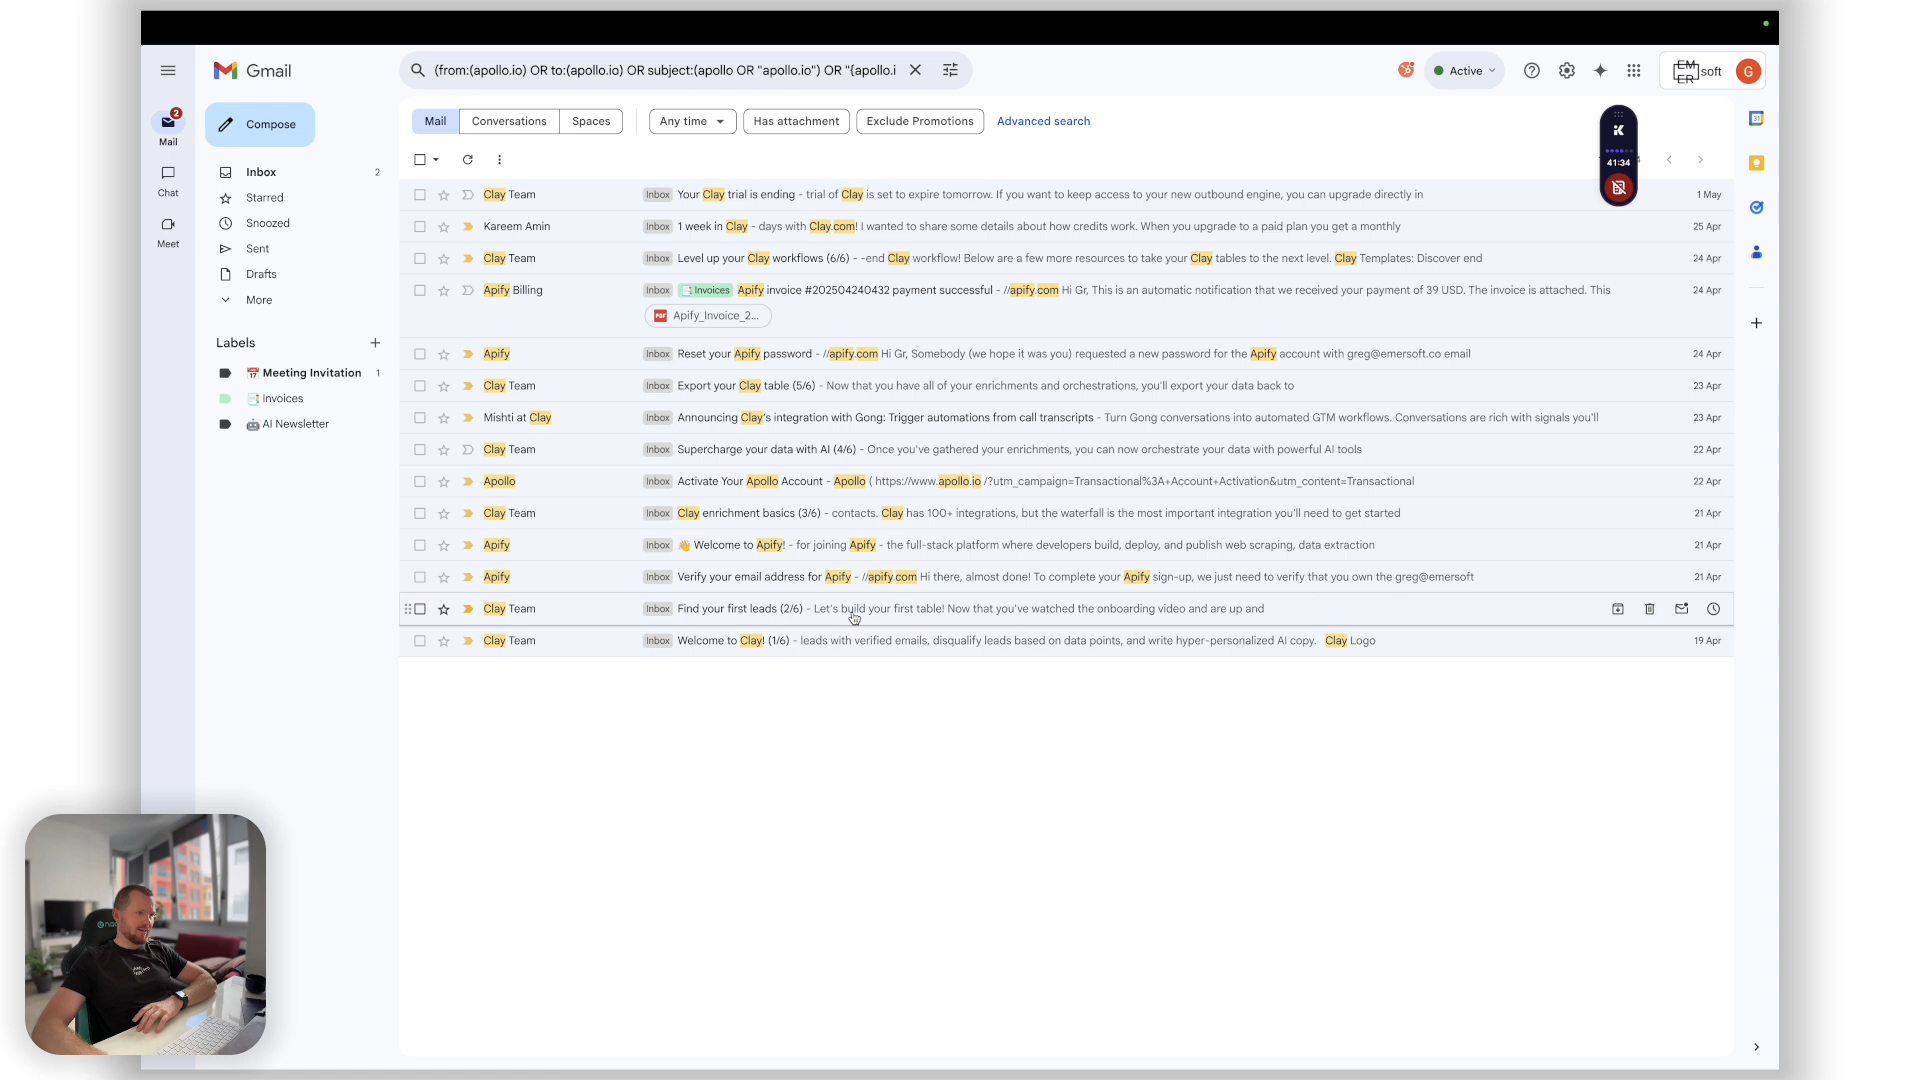 Gmail
(from:(apollo.io) OR to:(apollo.io) OR subject:(apollo OR "apollo.io") OR "{apollo.i
Active
EM
ER soft
G
2
Mail
Chat
Meet
Compose
Inbox 2
Starred
Snoozed
Sent
Drafts
More
Labels
Meeting Invitation 1
Invoices
AI Newsletter
Mail Conversations Spaces Any time Has attachment Exclude Promotions Advanced search
41:34
31
Clay Team Inbox Your Clay trial is ending - trial of Clay is set to expire tomorrow. If you want to keep access to your new outbound engine, you can upgrade directly in 1 May
Kareem Amin Inbox 1 week in Clay - days with Clay.com! I wanted to share some details about how credits work. When you upgrade to a paid plan you get a monthly 25 Apr
Clay Team Inbox Level up your Clay workflows (6/6) - -end Clay workflow! Below are a few more resources to take your Clay tables to the next level. Clay Templates: Discover end 24 Apr
Apify Billing Inbox Invoices Apify invoice #202504240432 payment successful - //apify.com Hi Gr, This is an automatic notification that we received your payment of 39 USD. The invoice is attached. This 24 Apr
PDF Apify_Invoice_2...
Apify Inbox Reset your Apify password - //apify.com Hi Gr, Somebody (we hope it was you) requested a new password for the Apify account with greg@emersoft.co email 24 Apr
Clay Team Inbox Export your Clay table (5/6) - Now that you have all of your enrichments and orchestrations, you'll export your data back to 23 Apr
Mishti at Clay Inbox Announcing Clay's integration with Gong: Trigger automations from call transcripts - Turn Gong conversations into automated GTM workflows. Conversations are rich with signals you'll 23 Apr
Clay Team Inbox Supercharge your data with AI (4/6) - Once you've gathered your enrichments, you can now orchestrate your data with powerful AI tools 22 Apr
Apollo Inbox Activate Your Apollo Account - Apollo ( https://www.apollo.io /?utm_campaign=Transactional%3A+Account+Activation&utm_content=Transactional 22 Apr
Clay Team Inbox Clay enrichment basics (3/6) - contacts. Clay has 100+ integrations, but the waterfall is the most important integration you'll need to get started 21 Apr
Apify Inbox 👋 Welcome to Apify! - for joining Apify - the full-stack platform where developers build, deploy, and publish web scraping, data extraction 21 Apr
Apify Inbox Verify your email address for Apify - //apify.com Hi there, almost done! To complete your Apify sign-up, we just need to verify that you own the greg@emersoft 21 Apr
Clay Team Inbox Find your first leads (2/6) - Let's build your first table! Now that you've watched the onboarding video and are up and
Clay Team Inbox Welcome to Clay! (1/6) - leads with verified emails, disqualify leads based on data points, and write hyper-personalized AI copy. Clay Logo 19 Apr